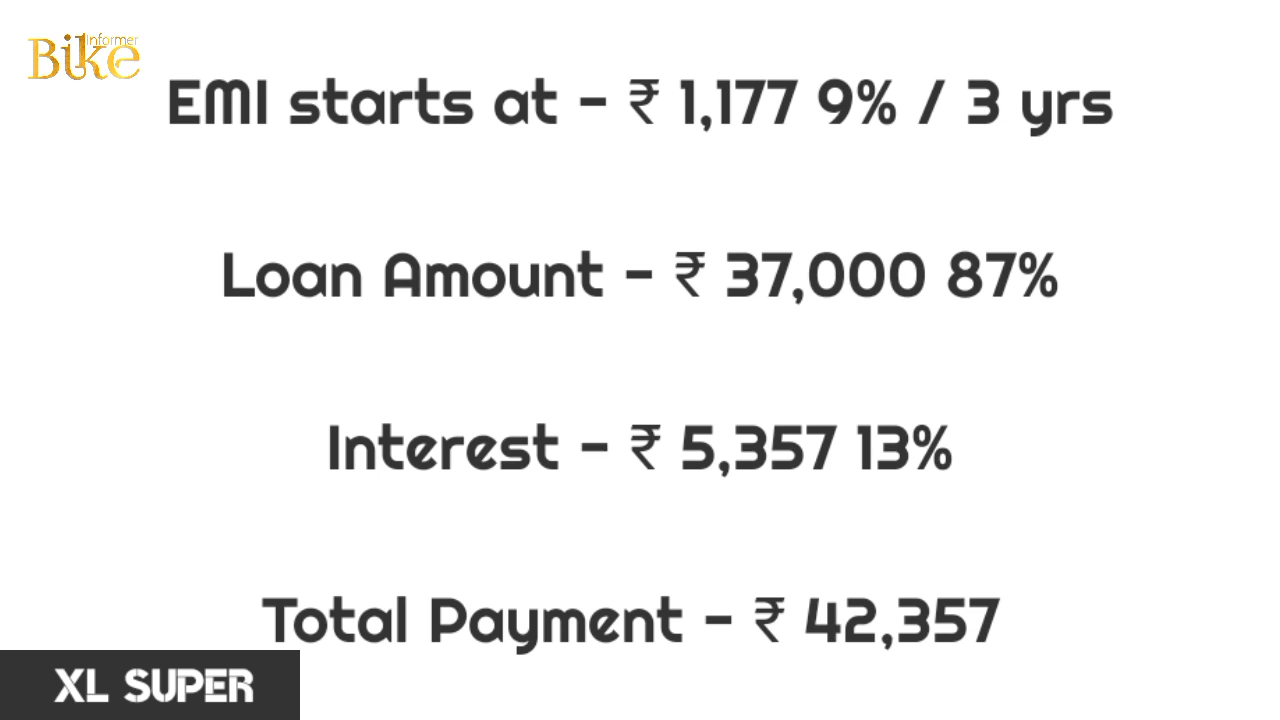 Bike Informer
EMI starts at - ₹ 1,177 9% / 3 yrs
Loan Amount - ₹ 37,000 87%
Interest - ₹ 5,357 13%
Total Payment - ₹ 42,357
XL SUPER